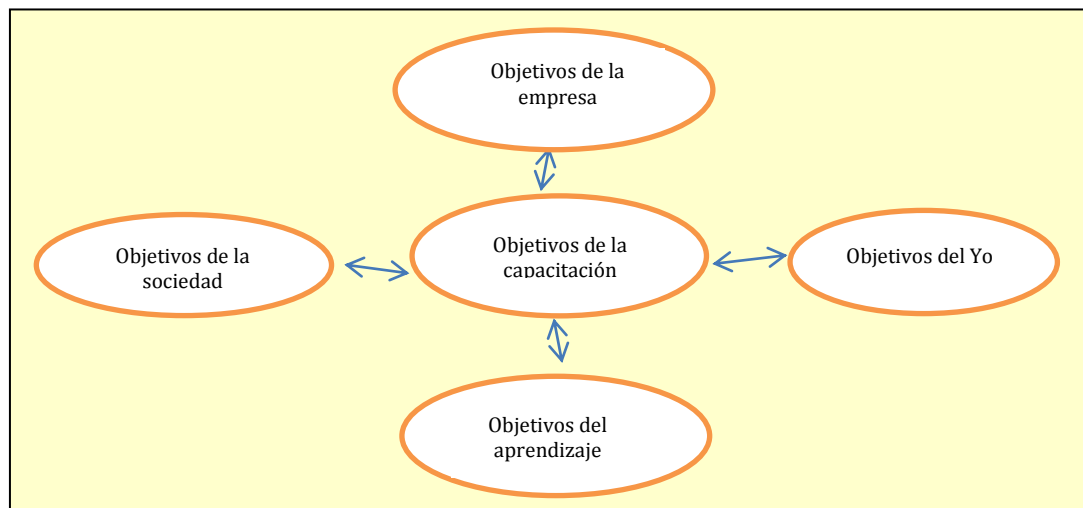 Objetivos de la
empresa
Objetivos de la
sociedad
Objetivos de la
capacitación
Objetivos del Yo
Objetivos del
aprendizaje